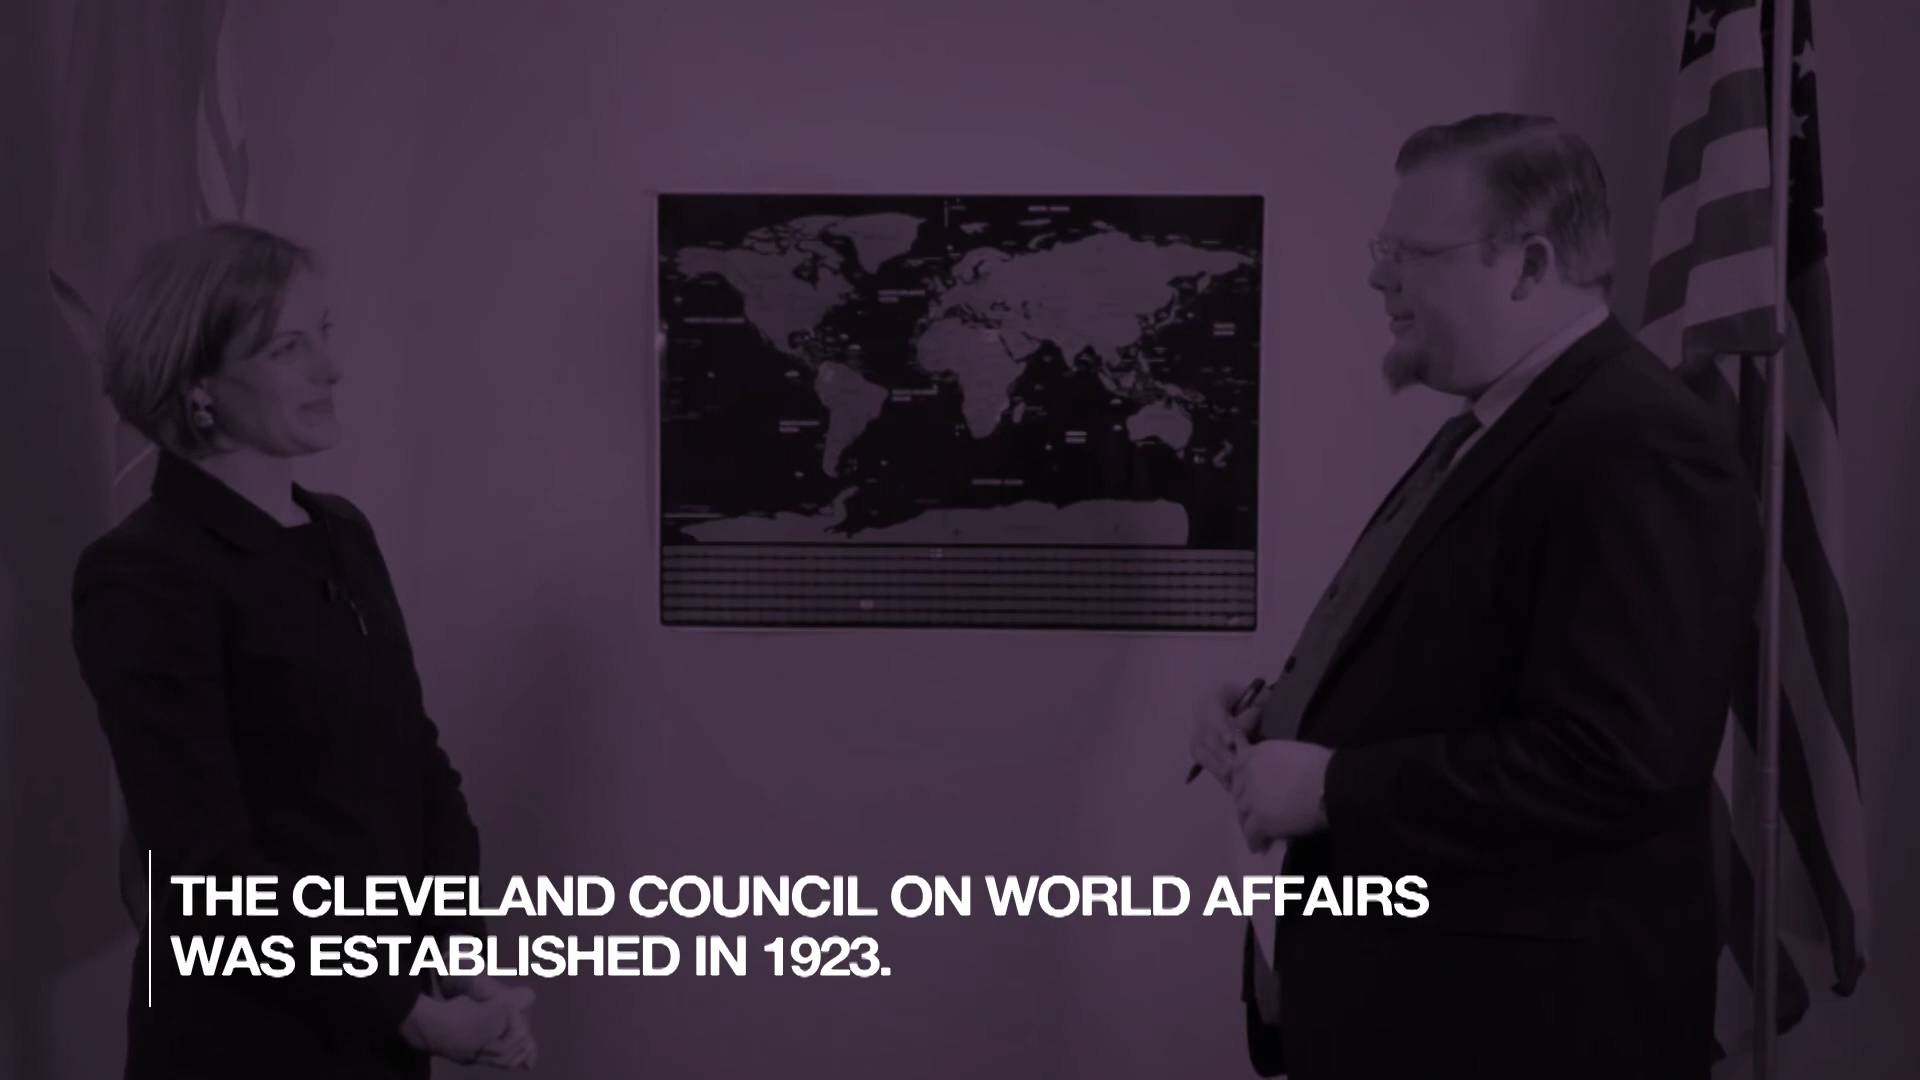 THE CLEVELAND COUNCIL ON WORLD AFFAIRS
WAS ESTABLISHED IN 1923.